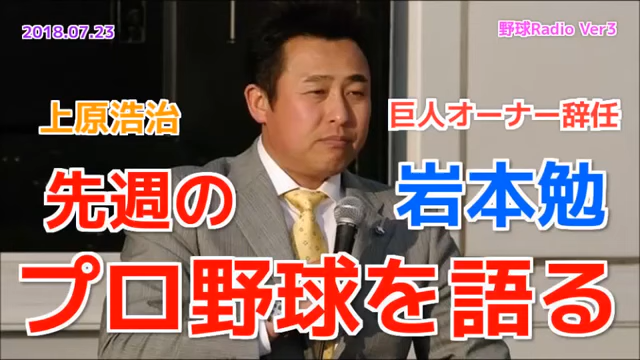 2018.07.23
野球Radio Ver3
上原浩治
巨人オーナー辞任
先週の
岩本勉
プロ野球を語る